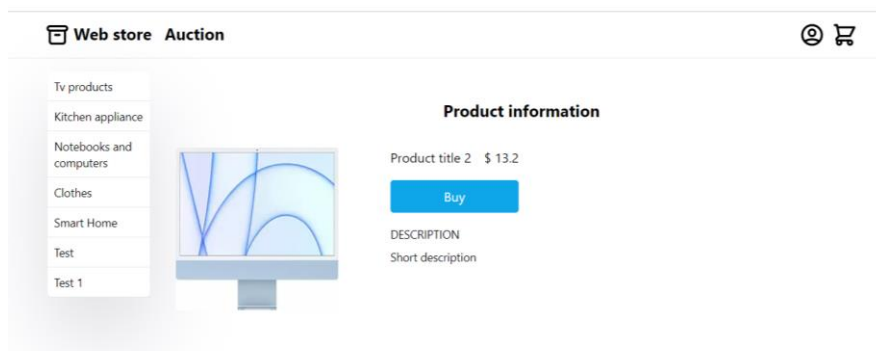 Web store Auction
Tv products
Kitchen appliance
Notebooks and
computers
Clothes
Smart Home
Test
Test 1
Product information
Product title 2 $ 13.2
Buy
DESCRIPTION
Short description